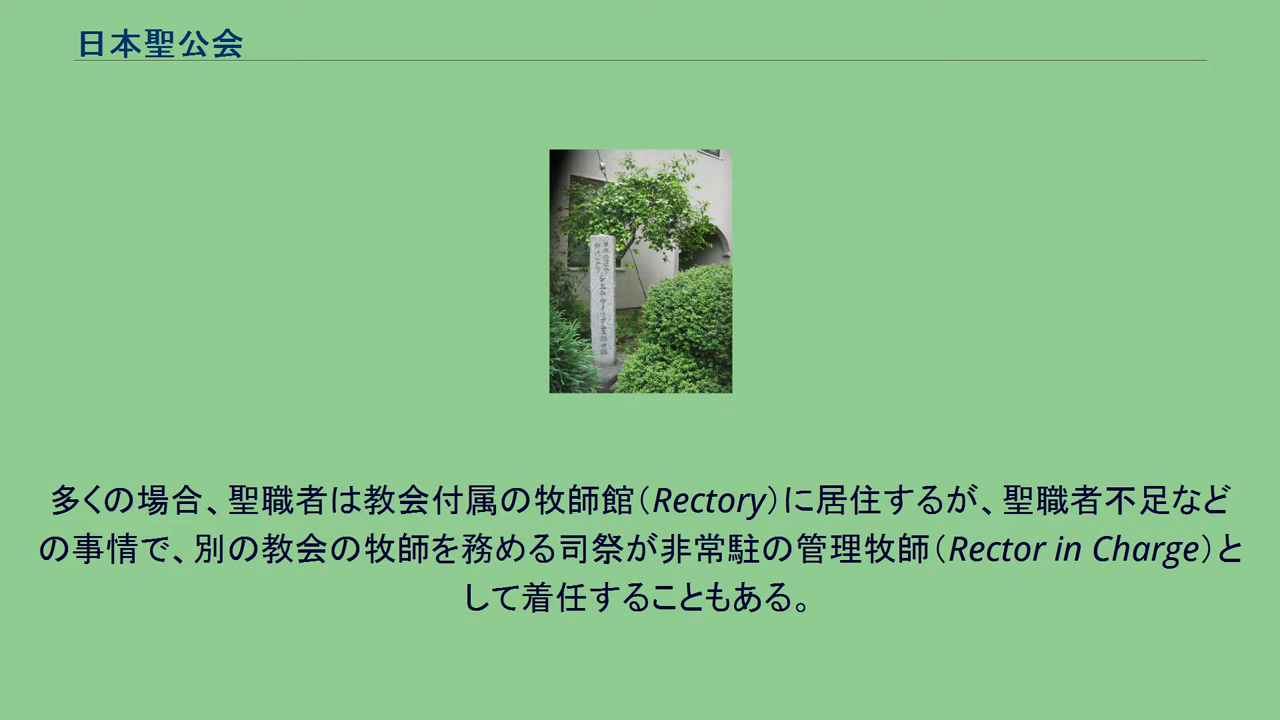 日本聖公会
多くの場合、聖職者は教会付属の牧師館（Rectory）に居住するが、聖職者不足など
の事情で、別の教会の牧師を務める司祭が非常駐の管理牧師（Rector in Charge）と
して着任することもある。